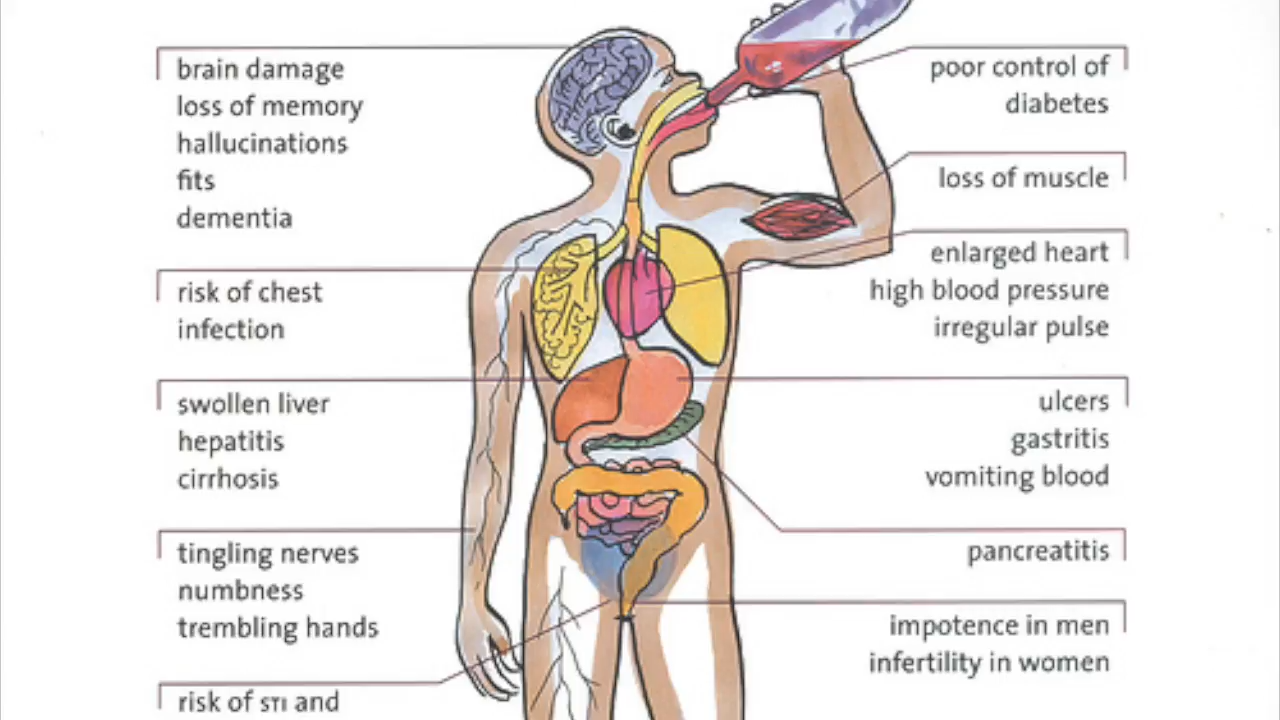 brain damage
loss of memory
hallucinations
fits
dementia
risk of chest
infection
swollen liver
hepatitis
cirrhosis
tingling nerves
numbness
trembling hands
risk of STI and
poor control of
diabetes
loss of muscle
enlarged heart
high blood pressure
irregular pulse
ulcers
gastritis
vomiting blood
pancreatitis
impotence in men
infertility in women